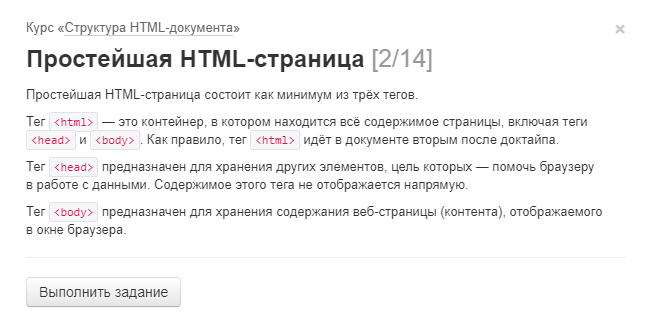 Курс «Структура HTML-документа»
×
Простейшая HTML-страница [2/14]
Простейшая HTML-страница состоит как минимум из трёх тегов.
Тег <html> — это контейнер, в котором находится всё содержимое страницы, включая теги
<head> и <body>. Как правило, тег <html> идёт в документе вторым после доктайпа.
Тег <head> предназначен для хранения других элементов, цель которых — помочь браузеру
в работе с данными. Содержимое этого тега не отображается напрямую.
Тег <body> предназначен для хранения содержания веб-страницы (контента), отображаемого
в окне браузера.
Выполнить задание